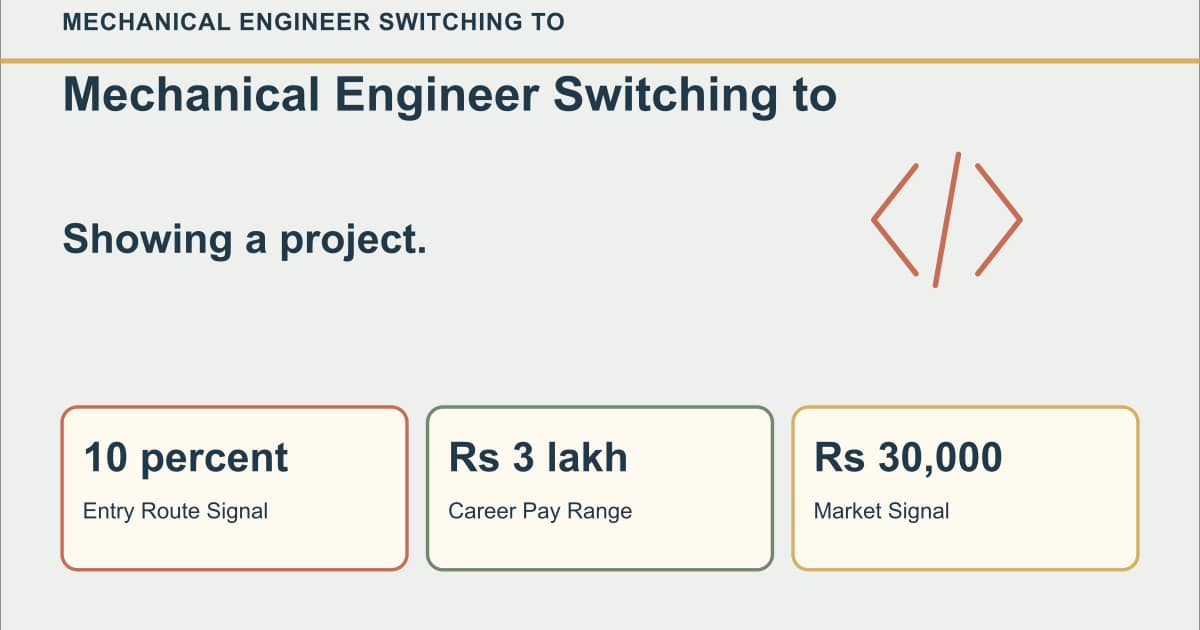 MECHANICAL ENGINEER SWITCHING TO
Mechanical Engineer Switching to
Showing a project.
10 percent
Entry Route Signal
Rs 3 lakh
Career Pay Range
Rs 30,000
Market Signal